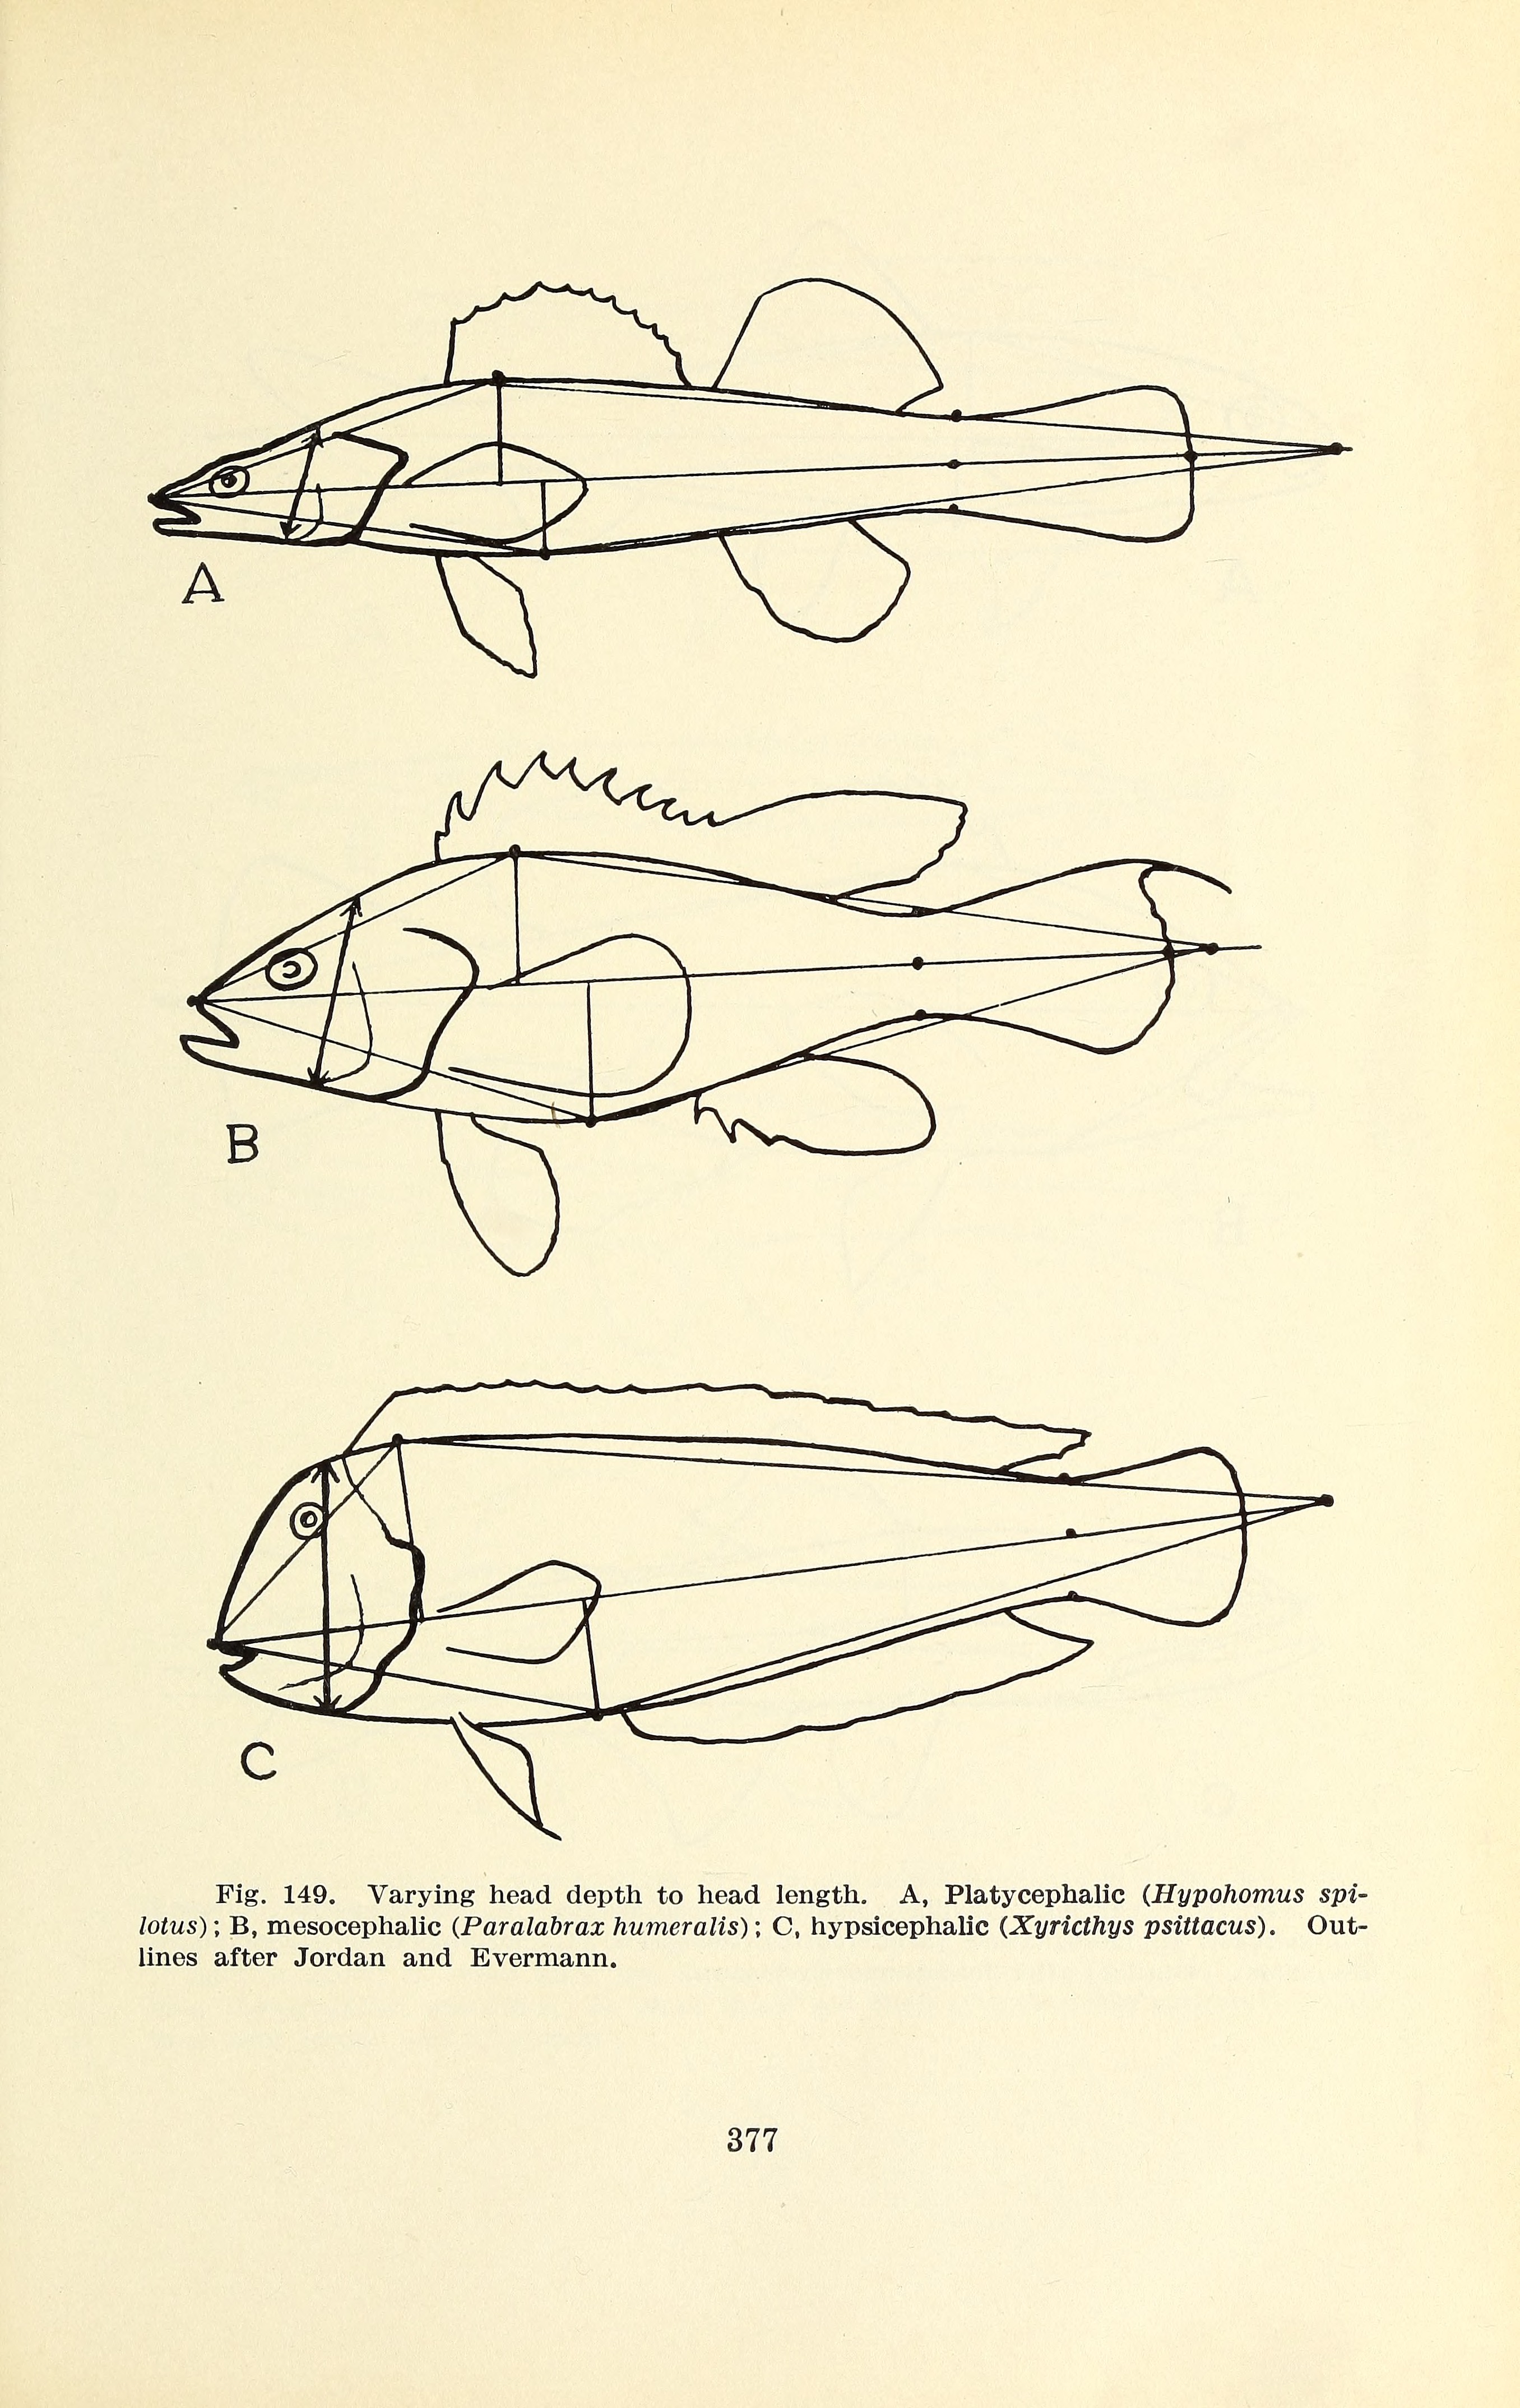 A
B
C
Fig. 149. Varying head depth to head length. A, Platycephalic (Hypohomus spi-
lotus); B, mesocephalic (Paralabrax humeralis); C, hypsicephalic (Xyricthys psittacus). Out-
lines after Jordan and Evermann.
377